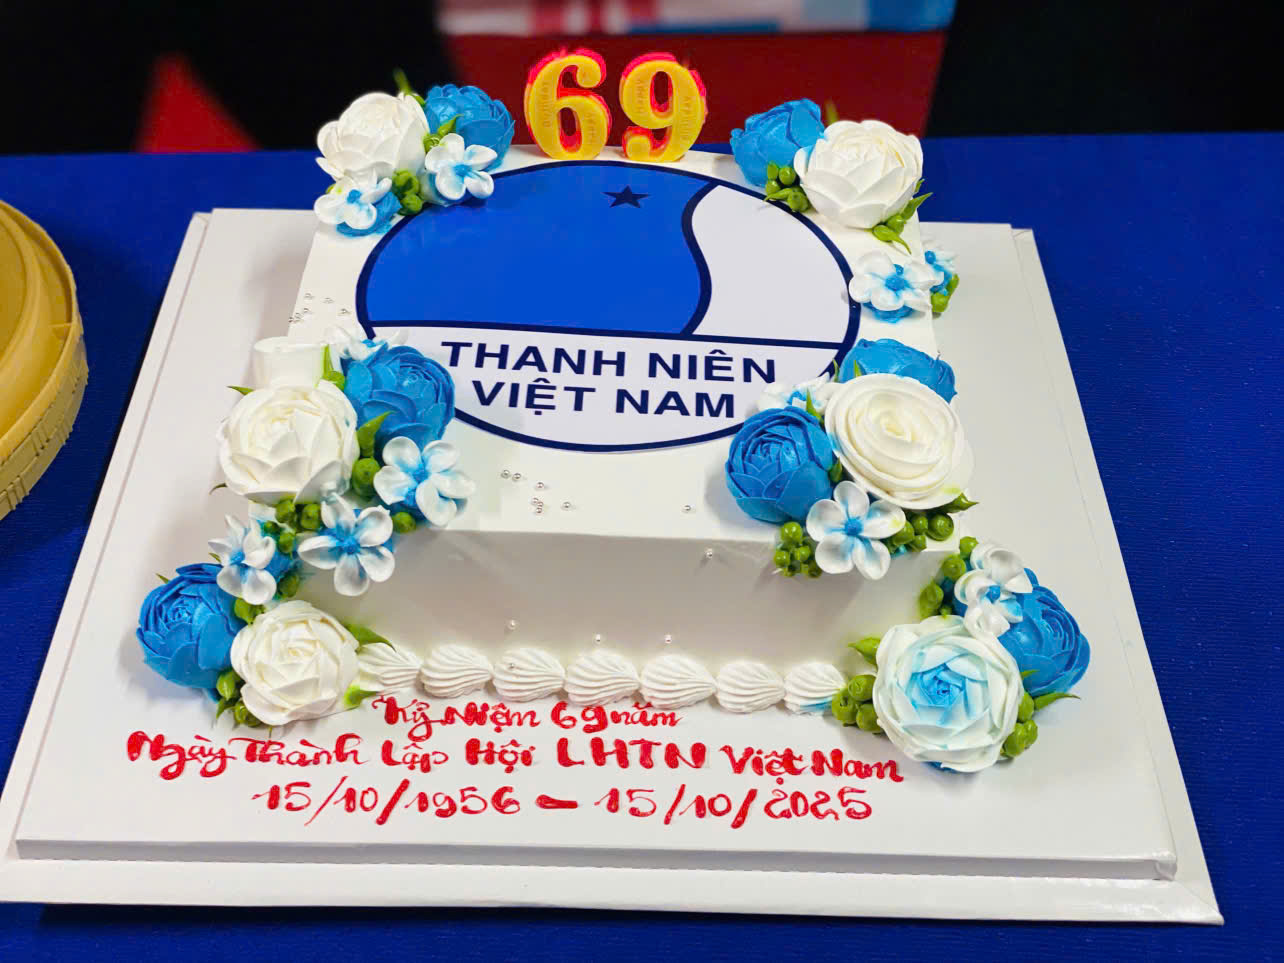 69
THANH NIÊN
VIỆT NAM
Kỷ Niệm 69 năm
Ngày Thành Lập Hội LHTN Việt Nam
15/10/1956 - 15/10/2025